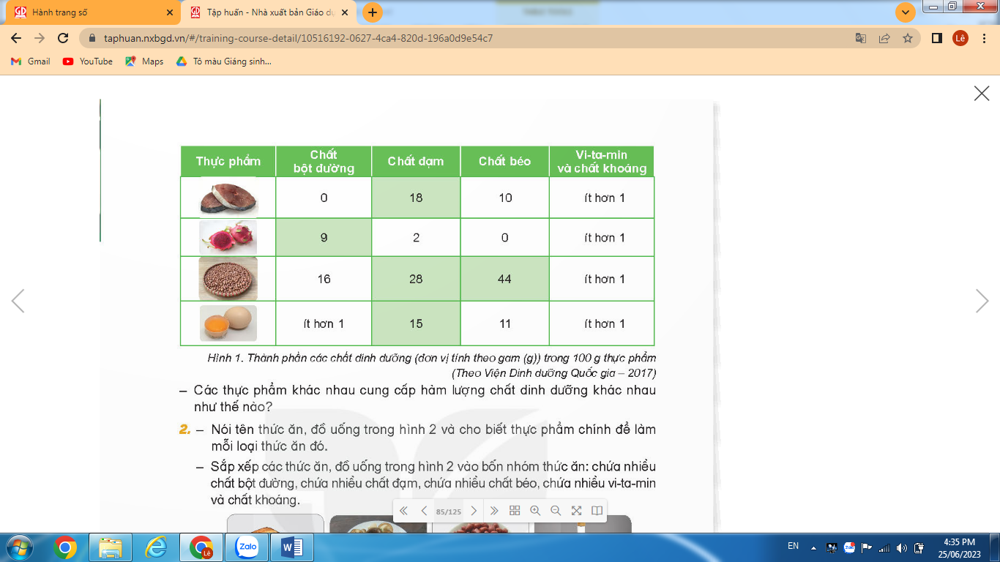 Hành trang số
Tập huấn - Nhà xuất bản Giáo dụ
taphuan.nxbgd.vn/#/training-course-detail/10516192-0627-4ca4-820d-196a0d9e54c7
Lê
Gmail
YouTube
Maps
Tô màu Giáng sinh...
Thực phẩm
Chất
bột đường
Chất đạm
Chất béo
Vi-ta-min
và chất khoáng
0
18
10
ít hơn 1
9
2
0
ít hơn 1
16
28
44
ít hơn 1
ít hơn 1
15
11
ít hơn 1
Hình 1. Thành phần các chất dinh dưỡng (đơn vị tính theo gam (g)) trong 100 g thực phẩm
(Theo Viện Dinh dưỡng Quốc gia – 2017)
– Các thực phẩm khác nhau cung cấp hàm lượng chất dinh dưỡng khác nhau
như thế nào?
2. – Nói tên thức ăn, đồ uống trong hình 2 và cho biết thực phẩm chính để làm
mỗi loại thức ăn đó.
– Sắp xếp các thức ăn, đồ uống trong hình 2 vào bốn nhóm thức ăn: chứa nhiều
chất bột đường, chứa nhiều chất đạm, chứa nhiều chất béo, chứa nhiều vi-ta-min
và chất khoáng.
85/125
Lê
Zalo
EN
4:35 PM
25/06/2023